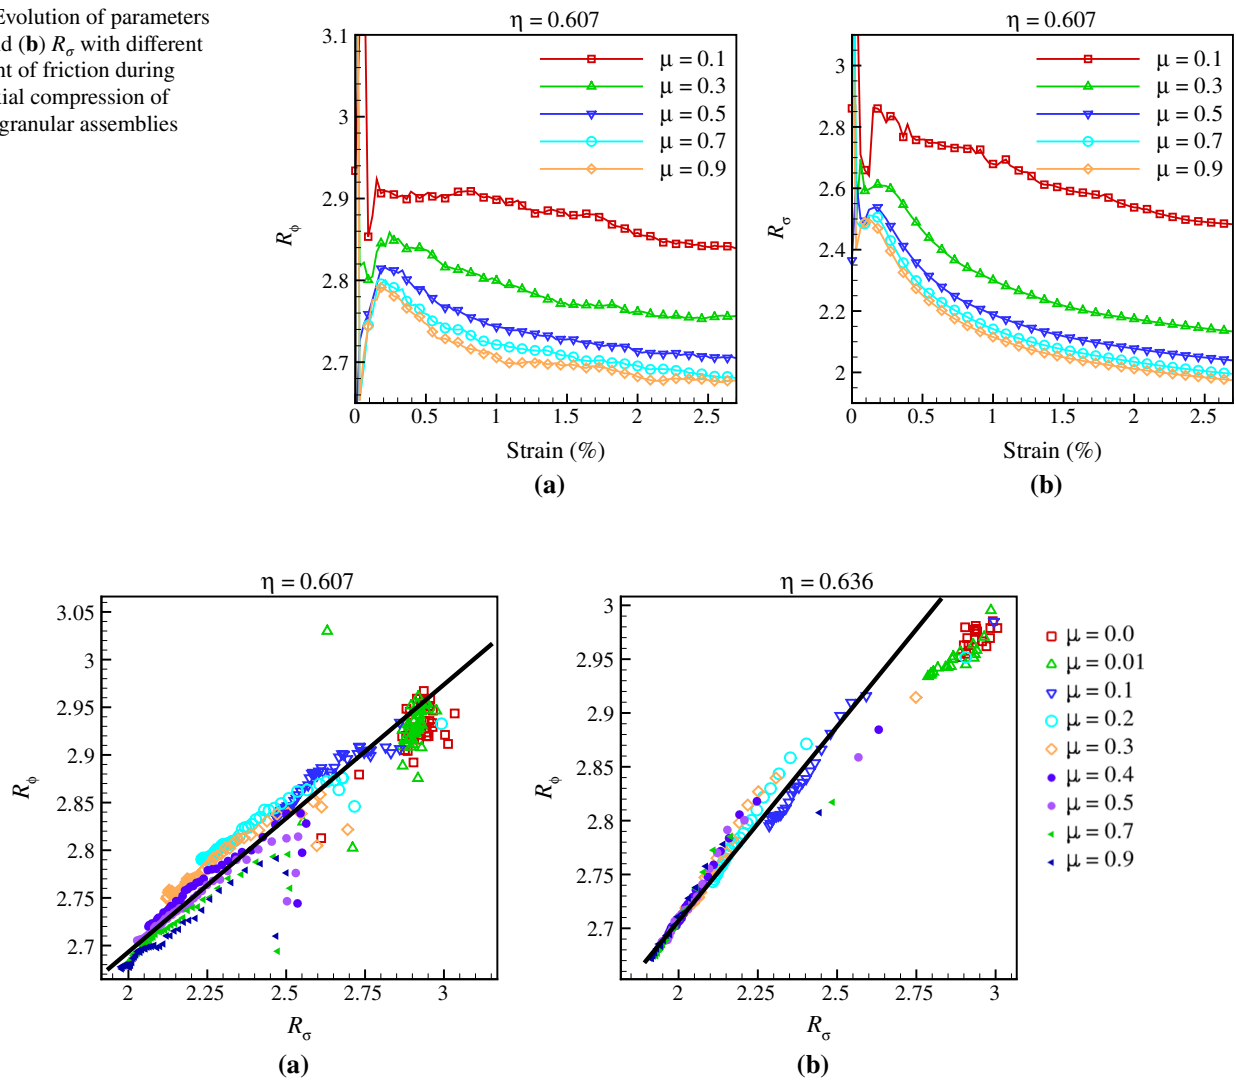 Evolution of parameters
d (b) Rσ with different
nt of friction during
xial compression of
granular assemblies
η = 0.607
3.1
3
2.9
2.8
2.7
Rϕ
μ = 0.1
μ = 0.3
μ = 0.5
μ = 0.7
μ = 0.9
0 0.5 1 1.5 2 2.5
Strain (%)
(a)
η = 0.607
3
2.8
2.6
2.4
2.2
2
Rσ
μ = 0.1
μ = 0.3
μ = 0.5
μ = 0.7
μ = 0.9
0 0.5 1 1.5 2 2.5
Strain (%)
(b)
η = 0.607
3.05
3
2.95
2.9
2.85
2.8
2.75
2.7
Rϕ
2 2.25 2.5 2.75 3
Rσ
(a)
η = 0.636
3
2.95
2.9
2.85
2.8
2.75
2.7
Rϕ
2 2.25 2.5 2.75 3
Rσ
(b)
μ = 0.0
μ = 0.01
μ = 0.1
μ = 0.2
μ = 0.3
μ = 0.4
μ = 0.5
μ = 0.7
μ = 0.9